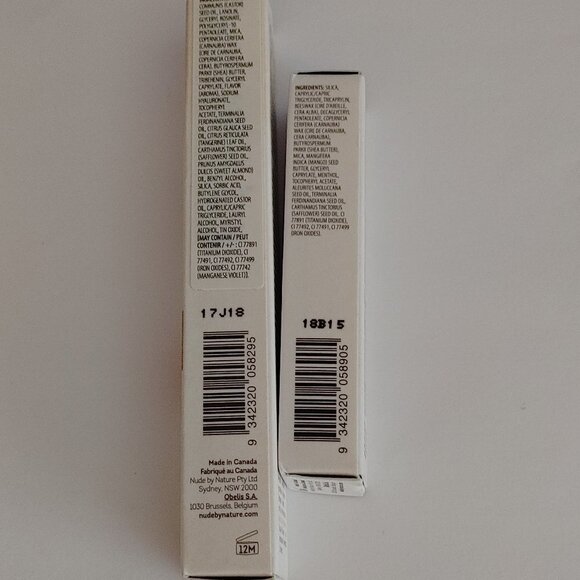 COMMUNIS (CASTOR)
SEED OIL, LANOLIN,
GLYCERYL ROSINATE,
POLYGLYCERYL-10
PENTAOLEATE, MICA,
COPERNICIA CERIFERA
(CARNAUBA) WAX
(CIRE DE CARNAUBA,
COPERNICIA CERIFERA
CERA), BUTYROSPERMUM
PARKII (SHEA) BUTTER,
TRIBEHENIN, GLYCERYL
CAPRYLATE, FLAVOR
(AROMA), SODIUM
HYALURONATE,
TOCOPHERYL
ACETATE, TERMINALIA
FERDINANDIANA SEED
OIL, CITRUS GLAUCA SEED
OIL, CITRUS RETICULATA
(TANGERINE) LEAF OIL,
CARTHAMUS TINCTORIUS
(SAFFLOWER) SEED OIL,
PRUNUS AMYGDALUS
DULCIS (SWEET ALMOND)
OIL, BENZYL ALCOHOL,
SILICA, SORBIC ACID,
BUTYLENE GLYCOL,
HYDROGENATED CASTOR
OIL, CAPRYLIC/CAPRIC
TRIGLYCERIDE, LAURYL
ALCOHOL, MYRISTYL
ALCOHOL, TIN OXIDE,
[MAY CONTAIN / PEUT
CONTENIR / +/- : CI 77891
(TITANIUM DIOXIDE), CI
77491, CI 77492, CI 77499
(IRON OXIDES), CI 77742
(MANGANESE VIOLET)].
17J18
9 342320 058295
Made in Canada
Fabriqué au Canada
Nude by Nature Pty Ltd
Sydney, NSW 2000
Obelis S.A.
1030 Brussels, Belgium
nudebynature.com
12M
INGREDIENTS: SILICA,
CAPRYLIC/CAPRIC
TRIGLYCERIDE, TRICAPRYLIN,
BEESWAX (CIRE D'ABEILLE,
CERA ALBA), DECAGLYCERYL
PENTAOLEATE, COPERNICIA
CERIFERA (CARNAUBA)
WAX (CIRE DE CARNAUBA,
CERA CARNAUBA),
BUTYROSPERMUM
PARKII (SHEA BUTTER),
MICA, MANGIFERA
INDICA (MANGO) SEED
BUTTER, GLYCERYL
CAPRYLATE, MENTHOL,
TOCOPHERYL ACETATE,
ALEURITES MOLUCCANA
SEED OIL, TERMINALIA
FERDINANDIANA SEED OIL,
CARTHAMUS TINCTORIUS
(SAFFLOWER) SEED OIL, CI
77891 (TITANIUM DIOXIDE),
CI 77491, CI 77492, CI 77499
(IRON OXIDES).
18B15
9 342320 058905